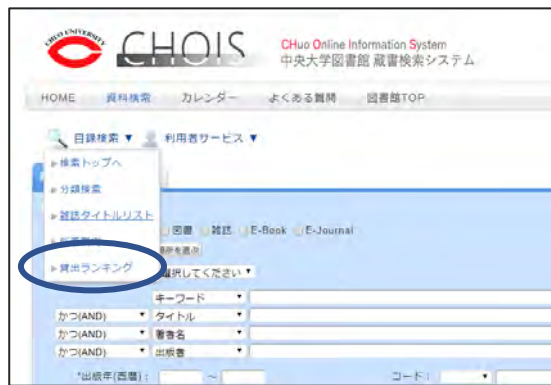 CHUO UNIVERSITY
CHOIS
CHuo Online Information System
中央大学図書館 蔵書検索システム
HOME 資料検索 カレンダー よくある質問 図書館TOP
目録検索 ▼ 利用者サービス ▼
検索トップへ
分類検索
雑誌タイトルリスト
図書 雑誌 E-Book E-Journal
貸出ランキング
選択してください
キーワード
かつ(AND) タイトル
かつ(AND) 著者名
かつ(AND) 出版者
*出版年(西暦): ~ コード: